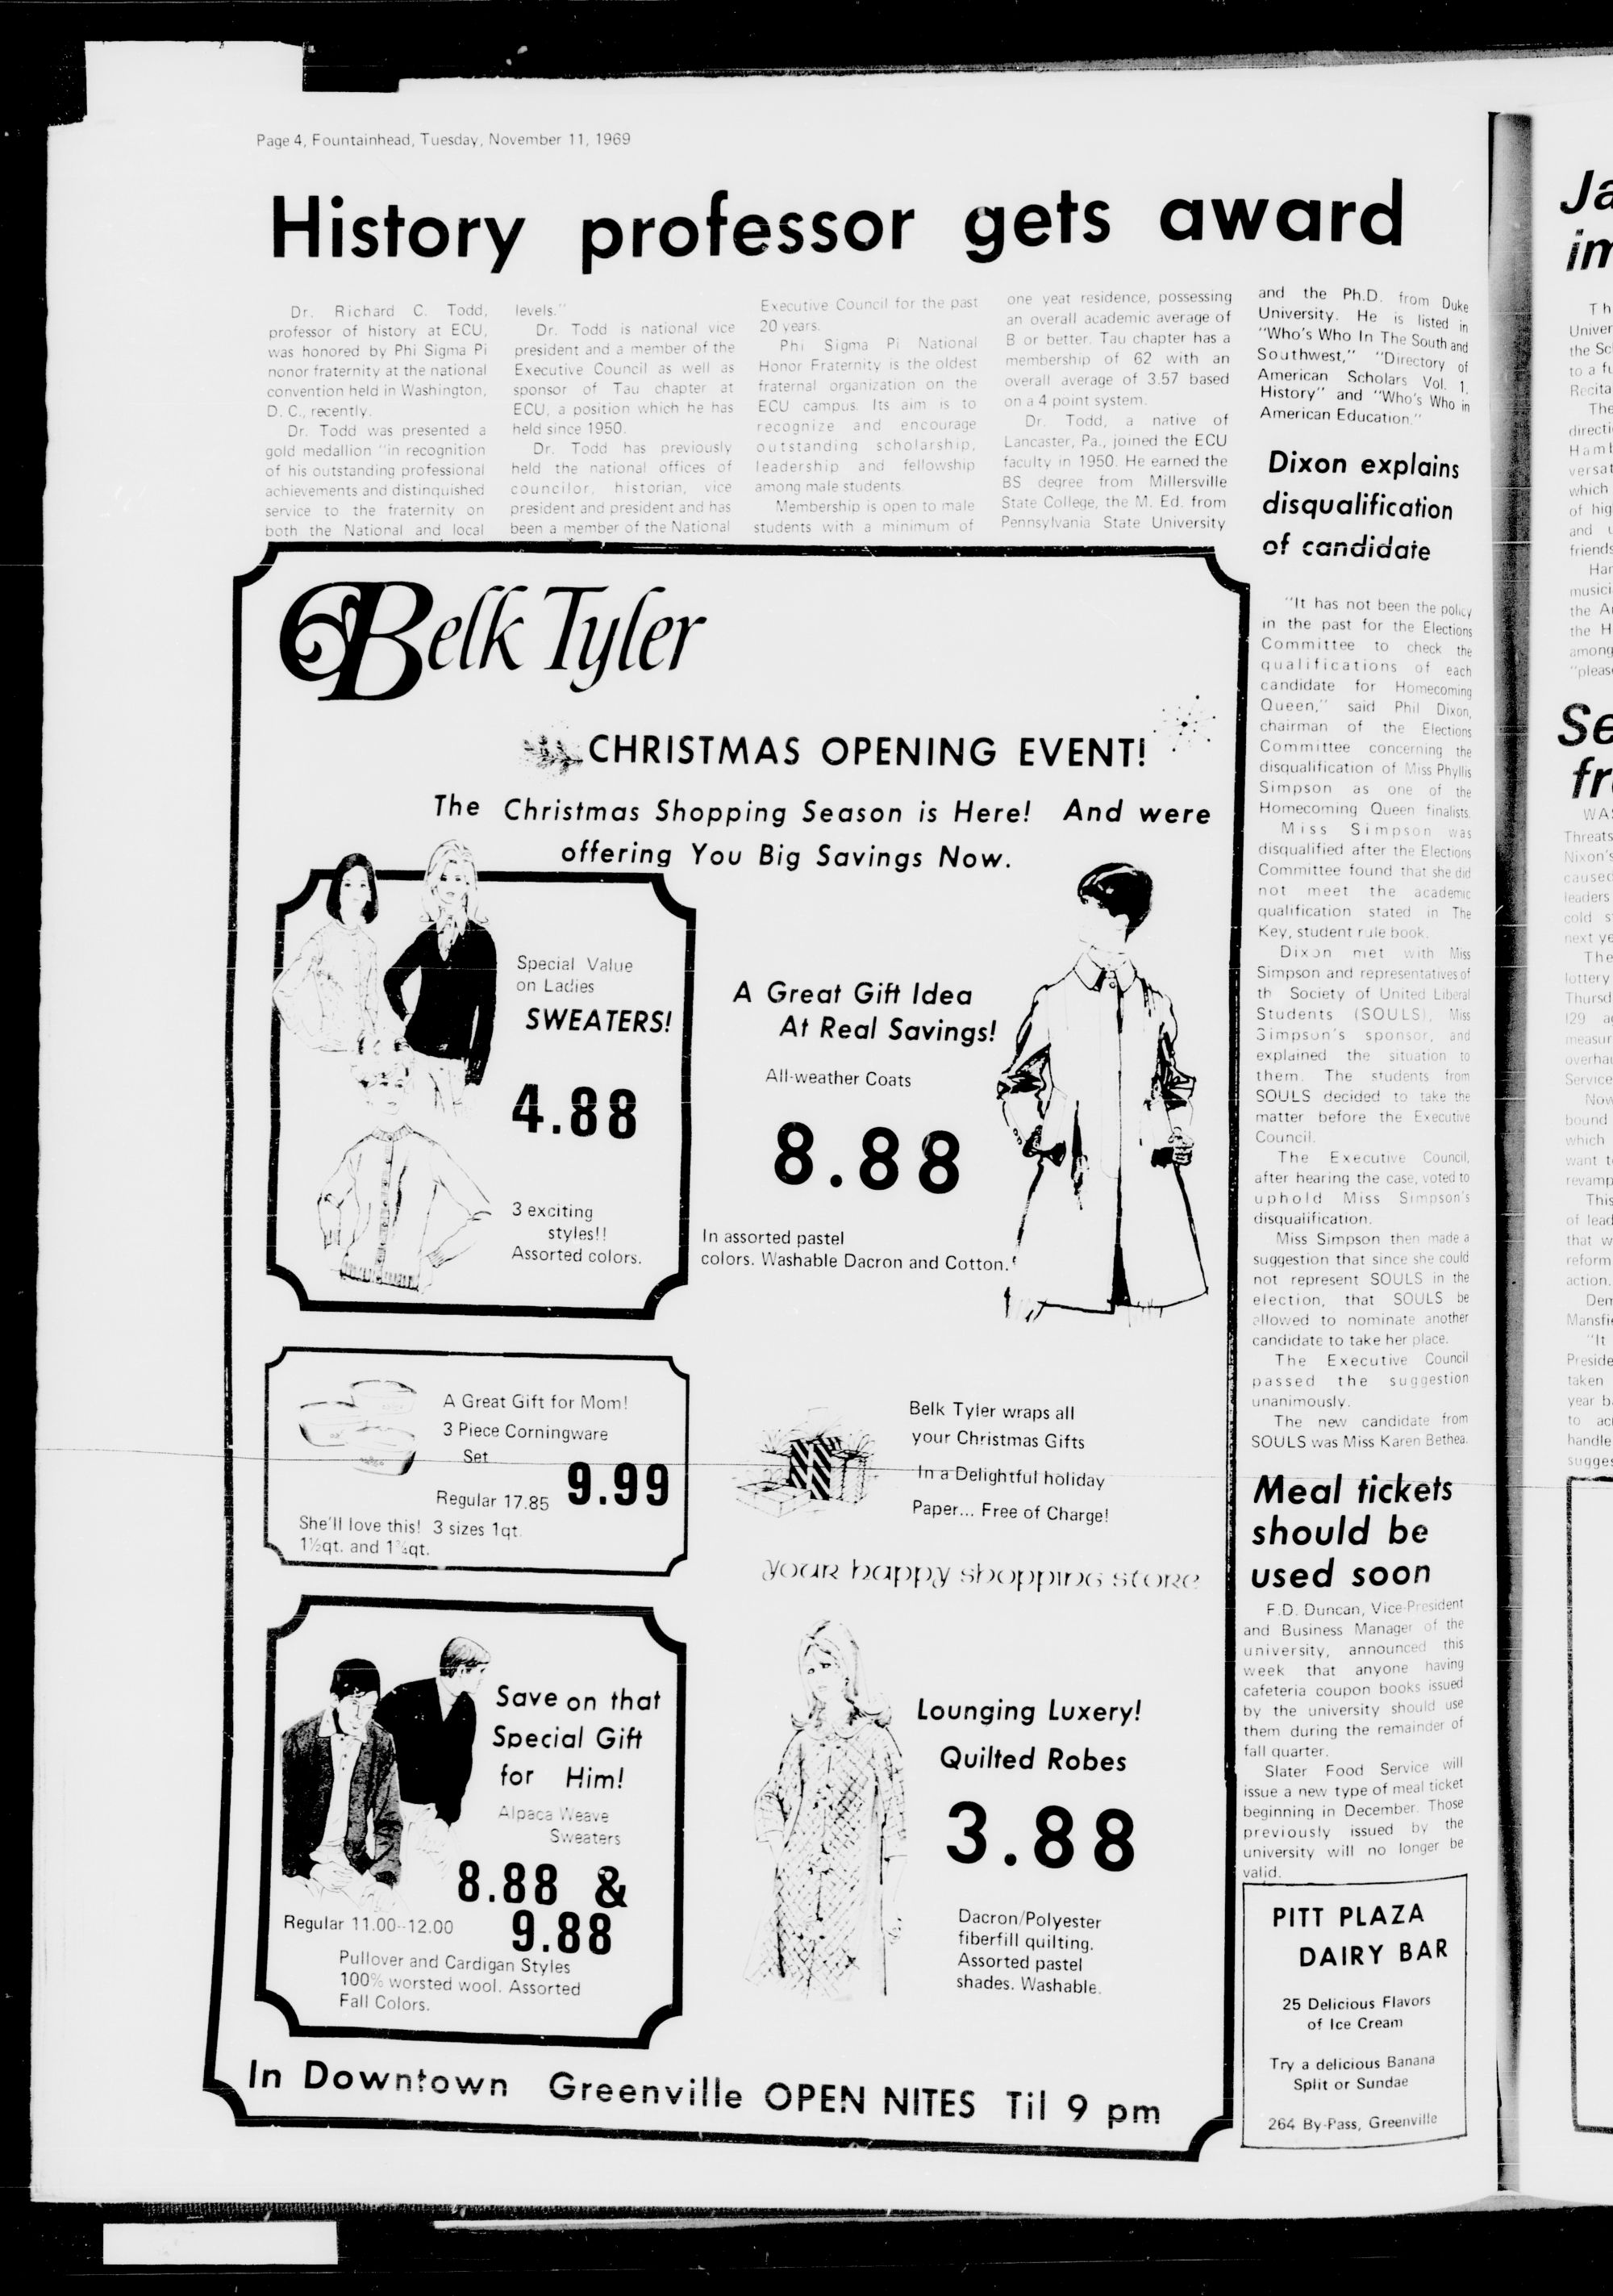 Page 4, Fountainhead, Tuesday, November 11, 1969
History professor gets award
Dr. Richard C. Todd,
professor of history at ECU,
was honored by Phi Sigma Pi
nonor fraternity at the national
convention held in Washington,
D. C., recently.
Dr. Todd was presented a
gold medallion "in recognition
of his outstanding professional
achievements and distinquished
service to the fraternity on
both the National and local
levels."
Dr. Todd is national vice
president and a member of the
Executive Council as well as
sponsor of Tau chapter at
ECU, a position which he has
held since 1950.
Dr. Todd has previously
held the national offices of
councilor, historian, vice
president and president and has
been a member of the National
Executive Council for the past
20 years.
Phi Sigma Pi National
Honor Fraternity is the oldest
fraternal organization on the
ECU campus. Its aim is to
recognize and encourage
outstanding scholarship,
leadership and fellowship
among male students.
Membership is open to male
students with a minimum of
one yeat residence, possessing
an overall academic average of
B or better. Tau chapter has a
membership of 62 with an
overall average of 3.57 based
on a 4 point system.
Dr. Todd, a native of
Lancaster, Pa., joined the ECU
faculty in 1950. He earned the
BS degree from Millersville
State College, the M. Ed. from
Pennsylvania State University
and the Ph.D. from Duke
University. He is listed in
"Who's Who In The South and
Southwest," "Directory of
American Scholars Vol. 1,
History" and "Who's Who in
American Education."
Dixon explains
disqualification
of candidate
"It has not been the policy
in the past for the Elections
Committee to check the
qualifications of each
candidate for Homecoming
Queen," said Phil Dixon,
chairman of the Elections
Committee concerning the
disqualification of Miss Phyllis
Simpson as one of the
Homecoming Queen finalists.
Miss Simpson was
disqualified after the Elections
Committee found that she did
not meet the academic
qualification stated in The
Key, student rule book.
Dixon met with Miss
Simpson and representatives of
th Society of United Liberal
Students (SOULS), Miss
Simpson's sponsor, and
explained the situation to
them. The students from
SOULS decided to take the
matter before the Executive
Council.
The Executive Council,
after hearing the case, voted to
uphold Miss Simpson's
disqualification.
Miss Simpson then made a
suggestion that since she could
not represent SOULS in the
election, that SOULS be
allowed to nominate another
candidate to take her place.
The Executive Council
passed the suggestion
unanimously.
The new candidate from
SOULS was Miss Karen Bethea.
Meal tickets
should be
used soon
F.D. Duncan, Vice-President
and Business Manager of the
university, announced this
week that anyone having
cafeteria coupon books issued
by the university should use
them during the remainder of
fall quarter.
Slater Food Service will
issue a new type of meal ticket
beginning in December. Those
previously issued by the
university will no longer be
valid.
PITT PLAZA
DAIRY BAR
25 Delicious Flavors
of Ice Cream
Try a delicious Banana
Split or Sundae
264 By-Pass, Greenville
Belk Tyler
CHRISTMAS OPENING EVENT!
The Christmas Shopping Season is Here! And were
offering You Big Savings Now.
Special Value
on Ladies
SWEATERS!
4.88
3 exciting
styles!!
Assorted colors.
A Great Gift Idea
At Real Savings!
All-weather Coats
8.88
In assorted pastel
colors. Washable Dacron and Cotton.
A Great Gift for Mom!
3 Piece Corningware
Set
Regular 17.85 9.99
She'll love this! 3 sizes 1qt.
1½qt. and 1¾qt.
Belk Tyler wraps all
your Christmas Gifts
In a Delightful holiday
Paper... Free of Charge!
your happy shopping store
Save on that
Special Gift
for Him!
Alpaca Weave
Sweaters
8.88 &
Regular 11.00--12.00 9.88
Pullover and Cardigan Styles
100% worsted wool. Assorted
Fall Colors.
Lounging Luxery!
Quilted Robes
3.88
Dacron/Polyester
fiberfill quilting.
Assorted pastel
shades. Washable.
In Downtown Greenville OPEN NITES Til 9 pm